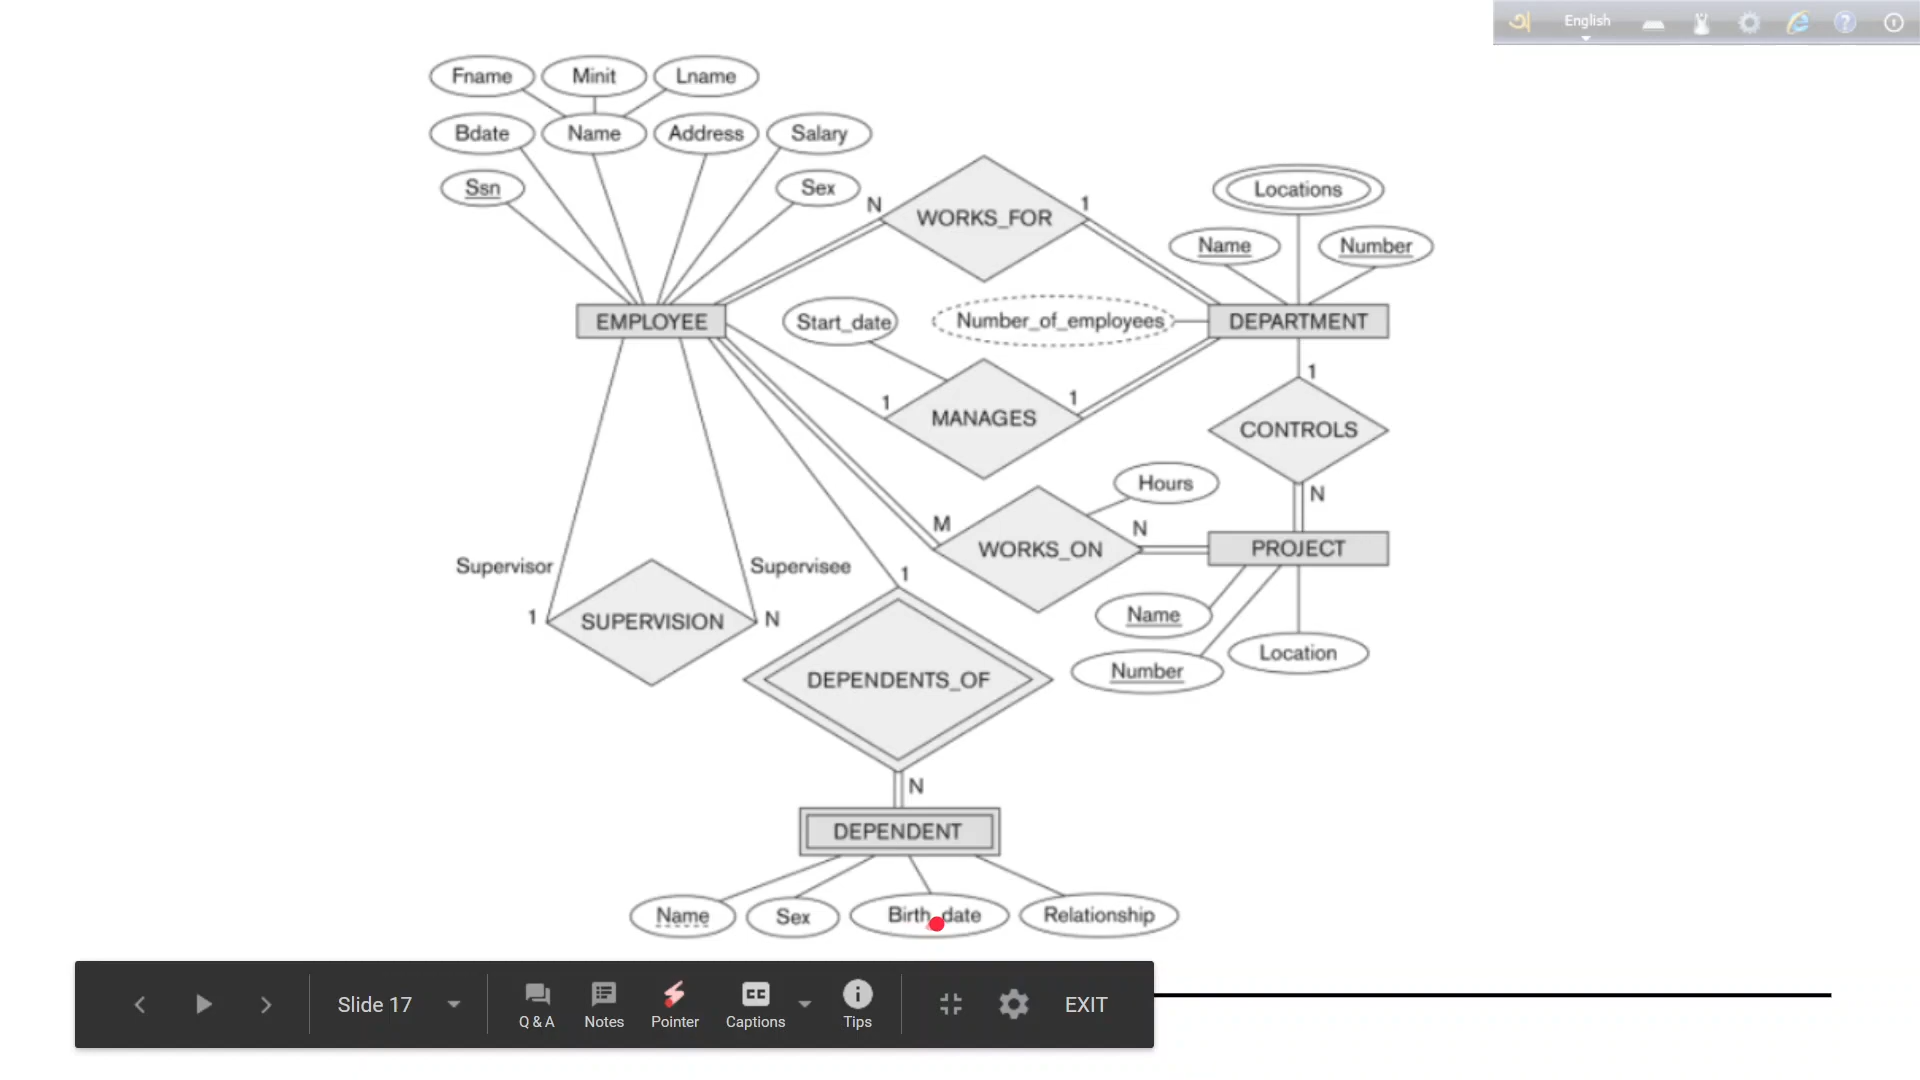 English
Fname Minit Lname
Bdate Name Address Salary
Ssn Sex
N WORKS_FOR 1
Locations
Name Number
EMPLOYEE Start_date Number_of_employees DEPARTMENT
1 MANAGES 1
1
CONTROLS
N
Hours
M WORKS_ON N PROJECT
Supervisor Supervisee
1 SUPERVISION N
1
DEPENDENTS_OF
Name
Number Location
N
DEPENDENT
Name Sex Birth_date Relationship
Slide 17 Q & A Notes Pointer CC Captions Tips EXIT